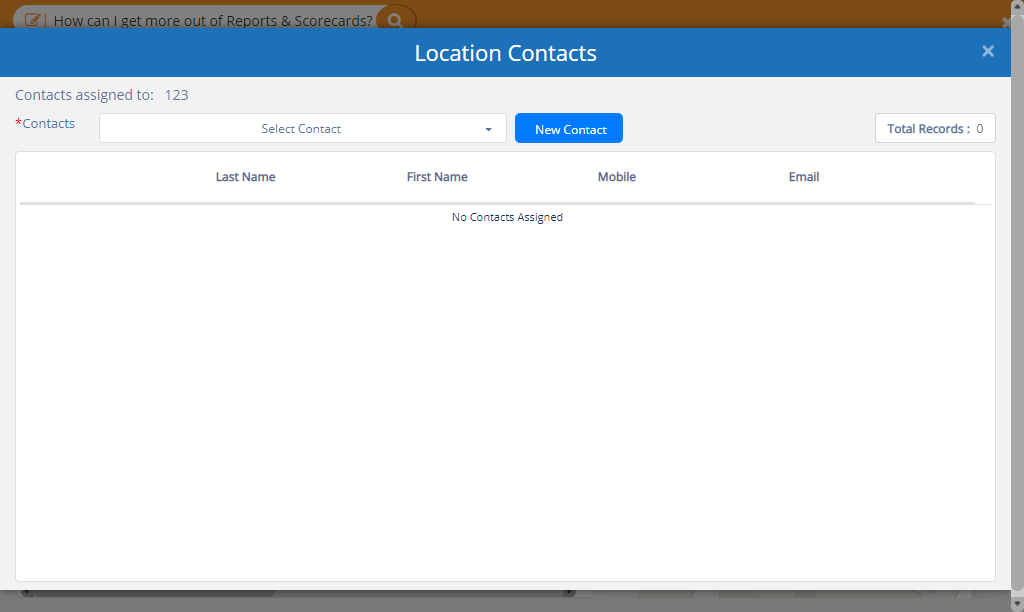 How can I get more out of Reports & Scorecards?
Location Contacts
×
Contacts assigned to: 123
*Contacts
Select Contact
New Contact
Total Records : 0
Last Name First Name Mobile Email
No Contacts Assigned